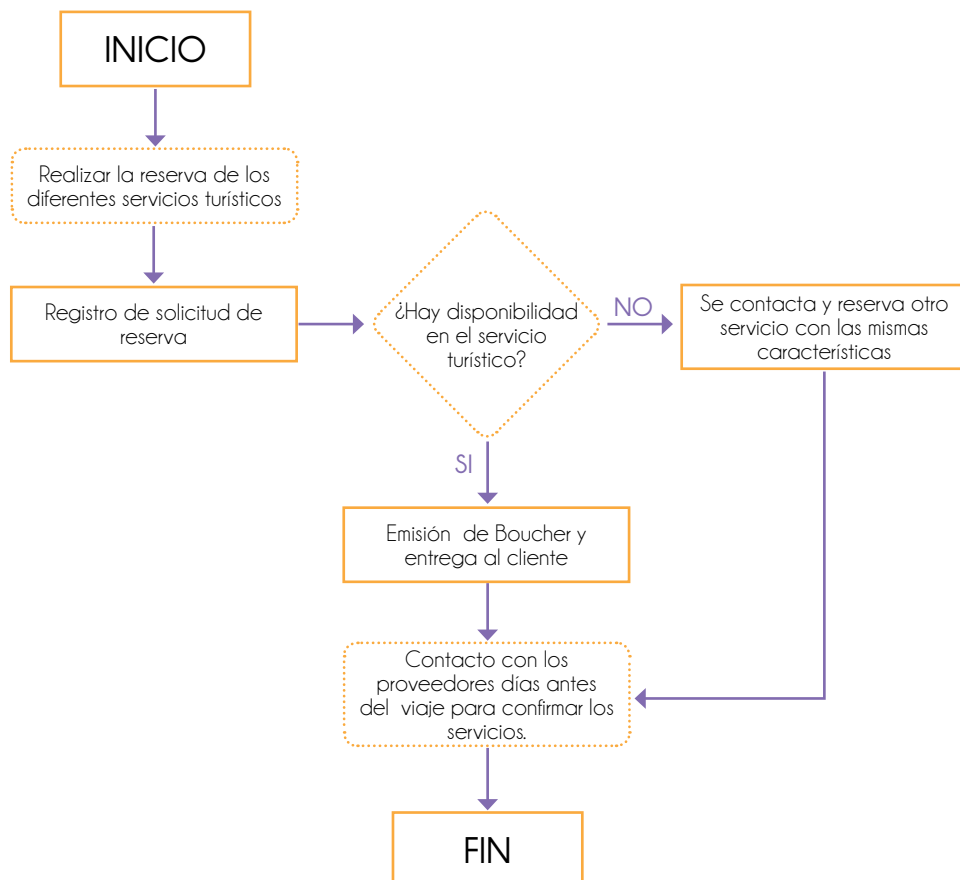 INICIO
Realizar la reserva de los
diferentes servicios turísticos
Registro de solicitud de
reserva
¿Hay disponibilidad
en el servicio
turístico?
NO
Se contacta y reserva otro
servicio con las mismas
características
SI
Emisión de Boucher y
entrega al cliente
Contacto con los
proveedores días antes
del viaje para confirmar los
servicios.
FIN